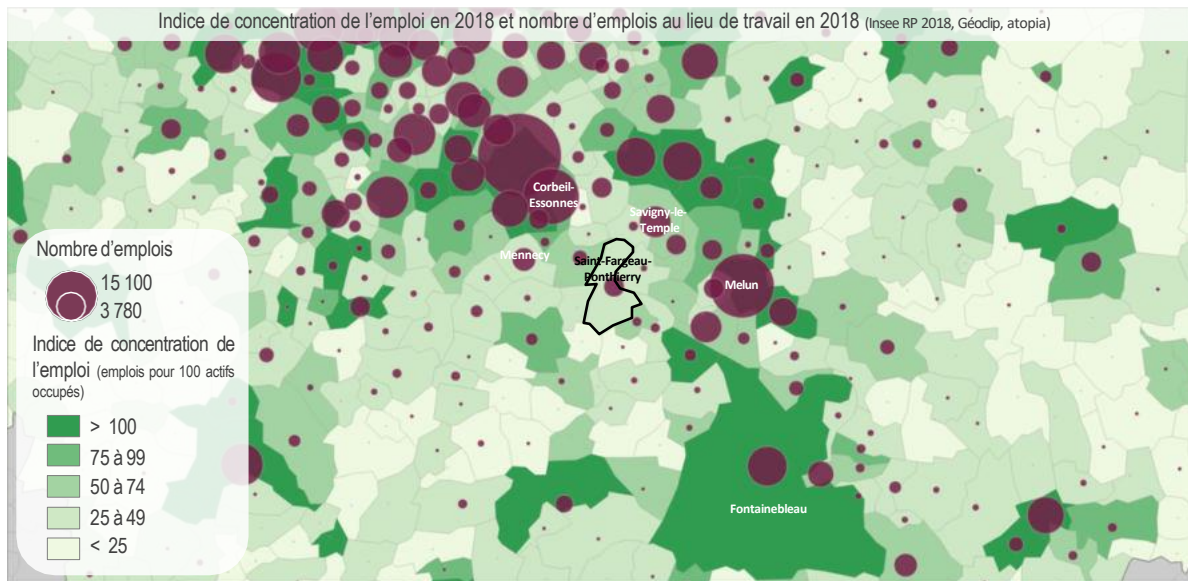 Indice de concentration de l’emploi en 2018 et nombre d’emplois au lieu de travail en 2018 (Insee RP 2018, Géoclip, atopia)
Corbeil-
Essonnes
Savigny-le-
Temple
Mennecy
Saint-Fargeau-
Ponthierry
Melun
Fontainebleau
Nombre d’emplois
15 100
3 780
Indice de concentration de
l’emploi (emplois pour 100 actifs
occupés)
> 100
75 à 99
50 à 74
25 à 49
< 25